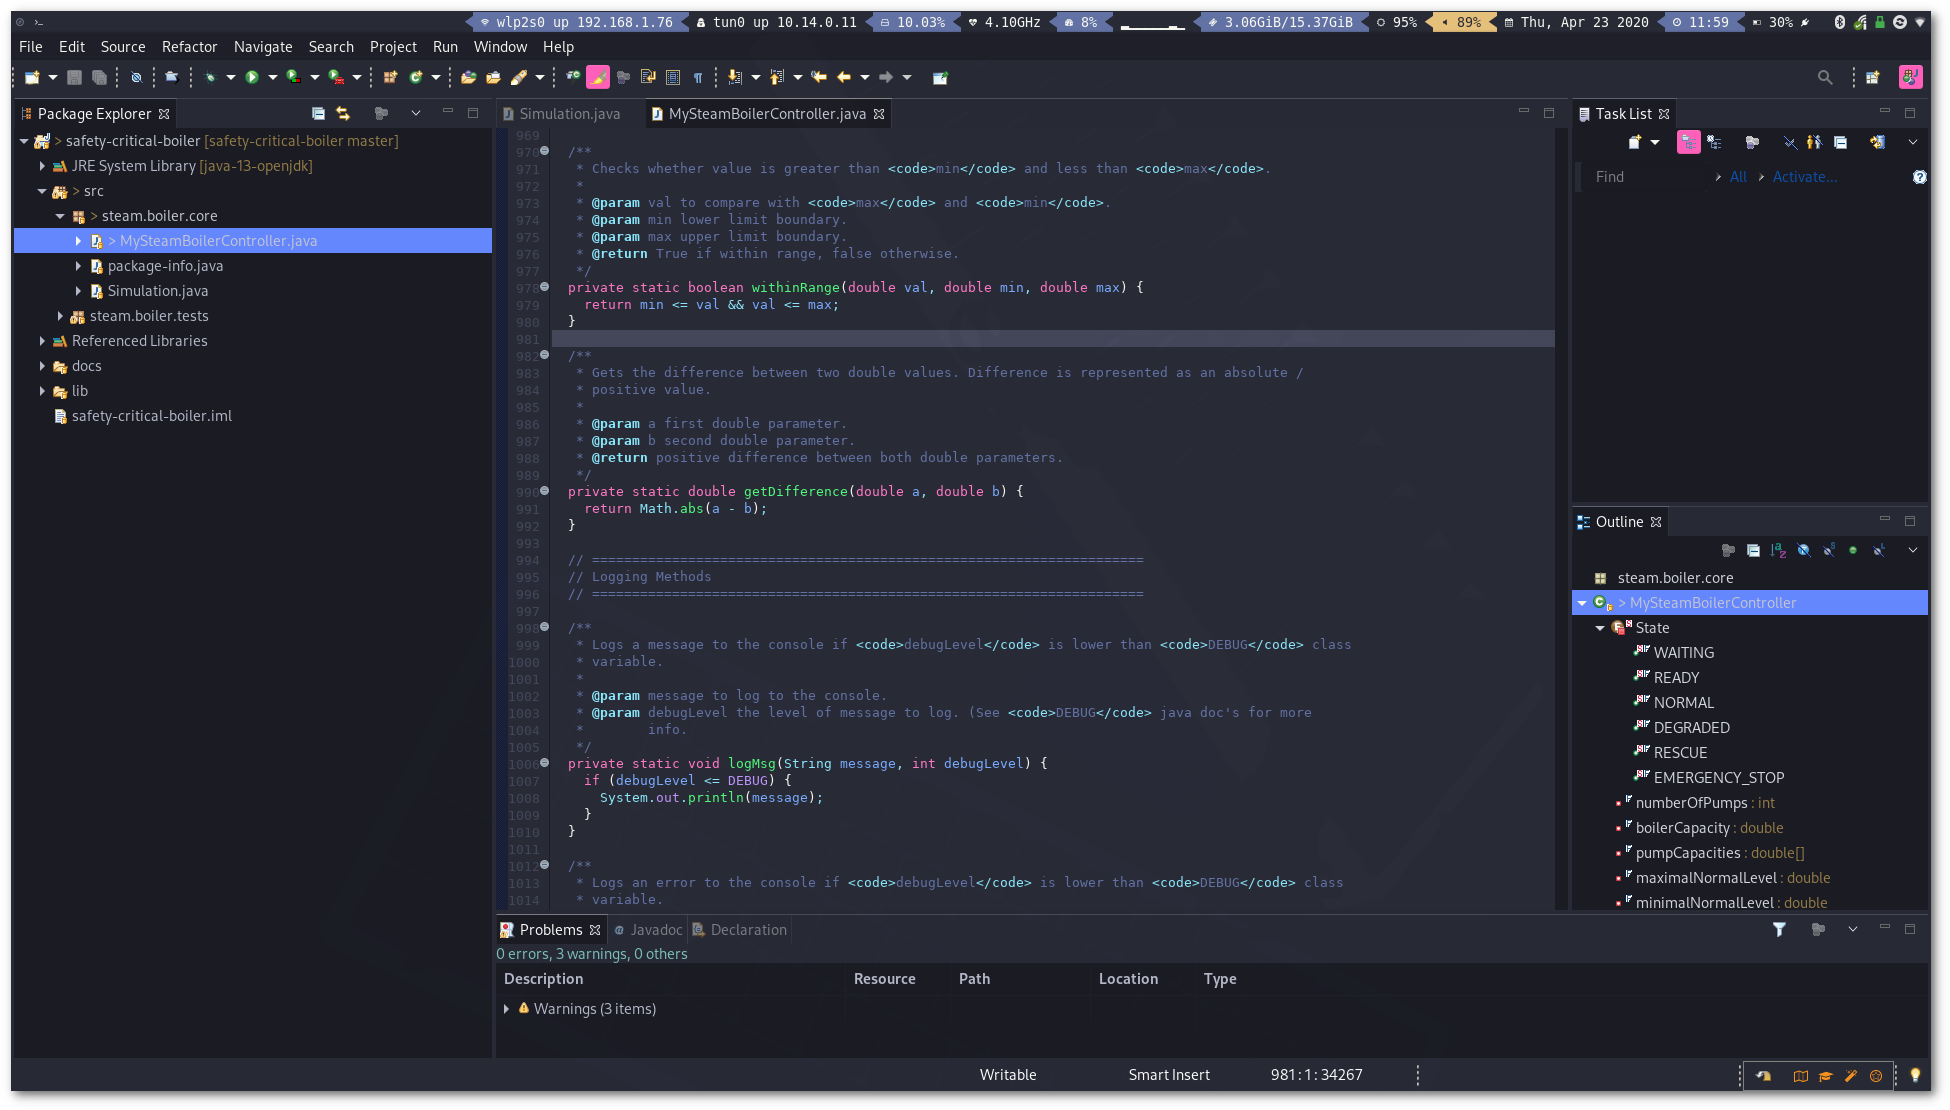 wlp2s0 up 192.168.1.76 tun0 up 10.14.0.11 10.03% 4.10GHz 8% 3.06GiB/15.37GiB 95% 89% Thu, Apr 23 2020 11:59 30%
File Edit Source Refactor Navigate Search Project Run Window Help
Package Explorer
> safety-critical-boiler [safety-critical-boiler master]
JRE System Library [java-13-openjdk]
> src
> steam.boiler.core
> MySteamBoilerController.java
package-info.java
Simulation.java
steam.boiler.tests
Referenced Libraries
docs
lib
safety-critical-boiler.iml
Simulation.java MySteamBoilerController.java
969
970 /**
971 * Checks whether value is greater than <code>min</code> and less than <code>max</code>.
972 *
973 * @param val to compare with <code>max</code> and <code>min</code>.
974 * @param min lower limit boundary.
975 * @param max upper limit boundary.
976 * @return True if within range, false otherwise.
977 */
978 private static boolean withinRange(double val, double min, double max) {
979 return min <= val && val <= max;
980 }
981
982 /**
983 * Gets the difference between two double values. Difference is represented as an absolute /
984 * positive value.
985 *
986 * @param a first double parameter.
987 * @param b second double parameter.
988 * @return positive difference between both double parameters.
989 */
990 private static double getDifference(double a, double b) {
991 return Math.abs(a - b);
992 }
993
994 // =====================================================================
995 // Logging Methods
996 // =====================================================================
997
998 /**
999 * Logs a message to the console if <code>debugLevel</code> is lower than <code>DEBUG</code> class
1000 * variable.
1001 *
1002 * @param message to log to the console.
1003 * @param debugLevel the level of message to log. (See <code>DEBUG</code> java doc's for more
1004 * info.
1005 */
1006 private static void logMsg(String message, int debugLevel) {
1007 if (debugLevel <= DEBUG) {
1008 System.out.println(message);
1009 }
1010 }
1011
1012 /**
1013 * Logs an error to the console if <code>debugLevel</code> is lower than <code>DEBUG</code> class
1014 * variable.
Task List
Find All Activate...
Outline
steam.boiler.core
> MySteamBoilerController
State
WAITING
READY
NORMAL
DEGRADED
RESCUE
EMERGENCY_STOP
numberOfPumps : int
boilerCapacity : double
pumpCapacities : double[]
maximalNormalLevel : double
minimalNormalLevel : double
Problems Javadoc Declaration
0 errors, 3 warnings, 0 others
Description Resource Path Location Type
Warnings (3 items)
Writable Smart Insert 981 : 1 : 34267